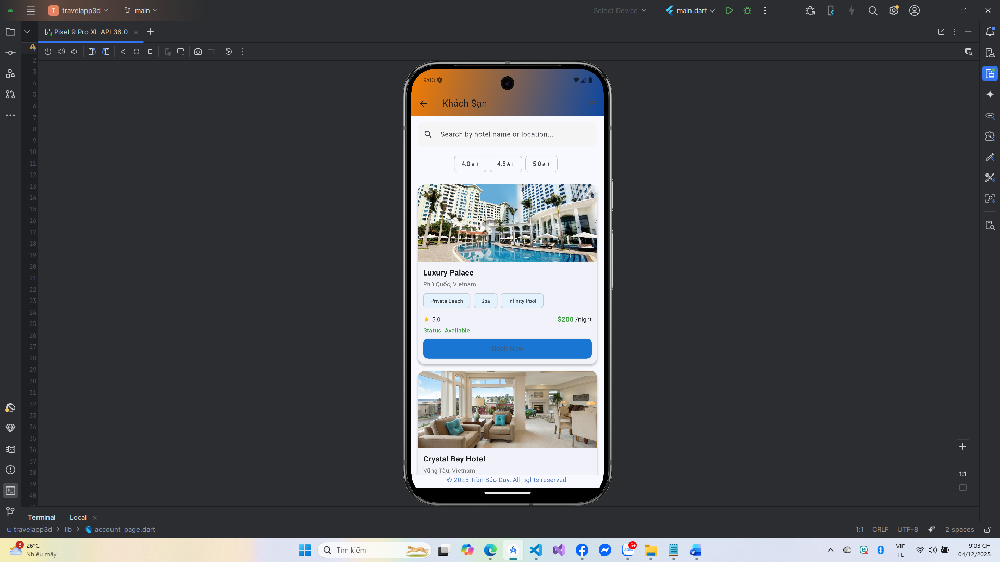 T travelapp3d main Select Device main.dart
Pixel 9 Pro XL API 36.0
2
3
4
5
6
7
8
9
10
11
12
13
14
15
16
17
18
19
20
21
22
23
24
25
26
27
28
29
30
31
32
33
34
35
36
37
38
39
40
9:03
Khách Sạn
Search by hotel name or location...
4.0★+ 4.5★+ 5.0★+
Luxury Palace
Phú Quốc, Vietnam
Private Beach Spa Infinity Pool
★ 5.0 $200 /night
Status: Available
Book Now
Crystal Bay Hotel
Vũng Tàu, Vietnam
© 2025 Trần Bảo Duy. All rights reserved.
1:1
Terminal Local
travelapp3d > lib > account_page.dart 1:1 CRLF UTF-8 2 spaces
3 26°C
Nhiều mây
Tìm kiếm
Zalo 5+
VIE
TL
9:03 CH
04/12/2025